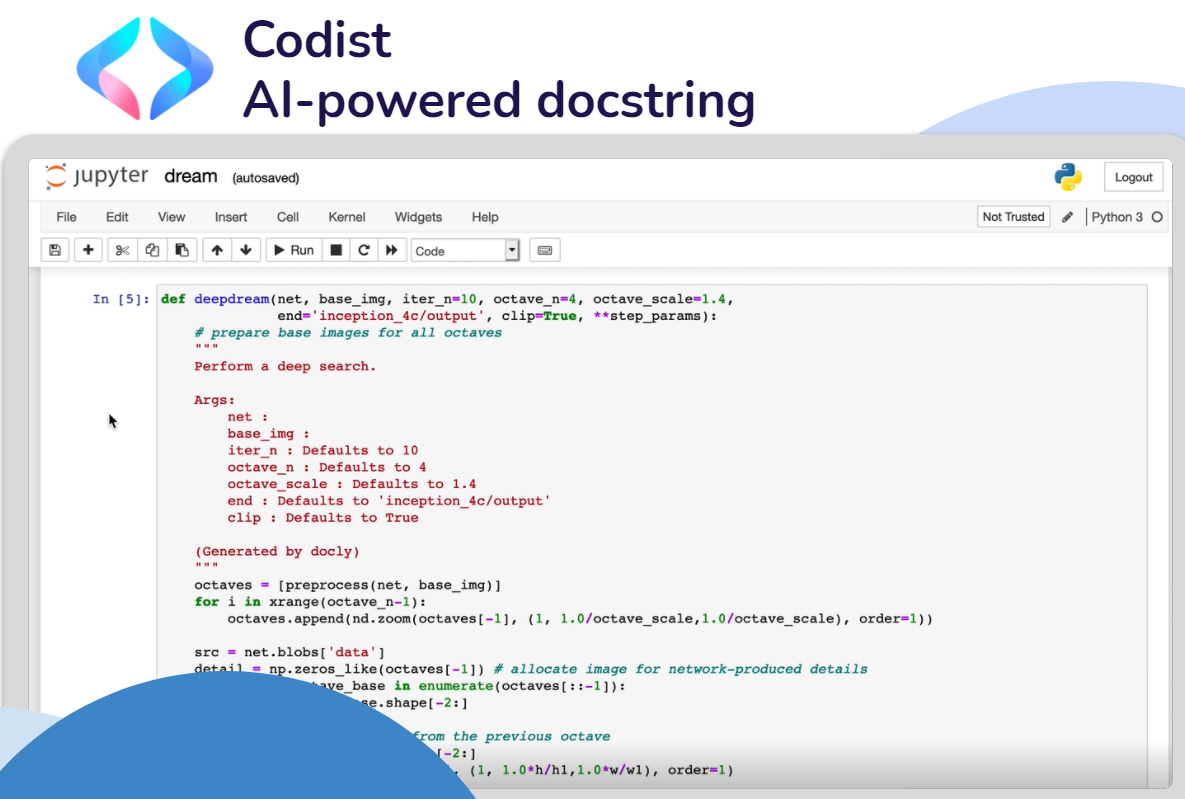 Codist
AI-powered docstring
jupyter dream (autosaved)
Logout
File Edit View Insert Cell Kernel Widgets Help
Not Trusted Python 3
Run Code
In [5]: def deepdream(net, base_img, iter_n=10, octave_n=4, octave_scale=1.4,
end='inception_4c/output', clip=True, **step_params):
# prepare base images for all octaves
"""
Perform a deep search.
Args:
net :
base_img :
iter_n : Defaults to 10
octave_n : Defaults to 4
octave_scale : Defaults to 1.4
end : Defaults to 'inception_4c/output'
clip : Defaults to True
(Generated by docly)
"""
octaves = [preprocess(net, base_img)]
for i in xrange(octave_n-1):
octaves.append(nd.zoom(octaves[-1], (1, 1.0/octave_scale,1.0/octave_scale), order=1))
src = net.blobs['data']
detail = np.zeros_like(octaves[-1]) # allocate image for network-produced details
_base in enumerate(octaves[::-1]):
.shape[-2:]
from the previous octave
[-2:]
, (1, 1.0*h/h1,1.0*w/w1), order=1)